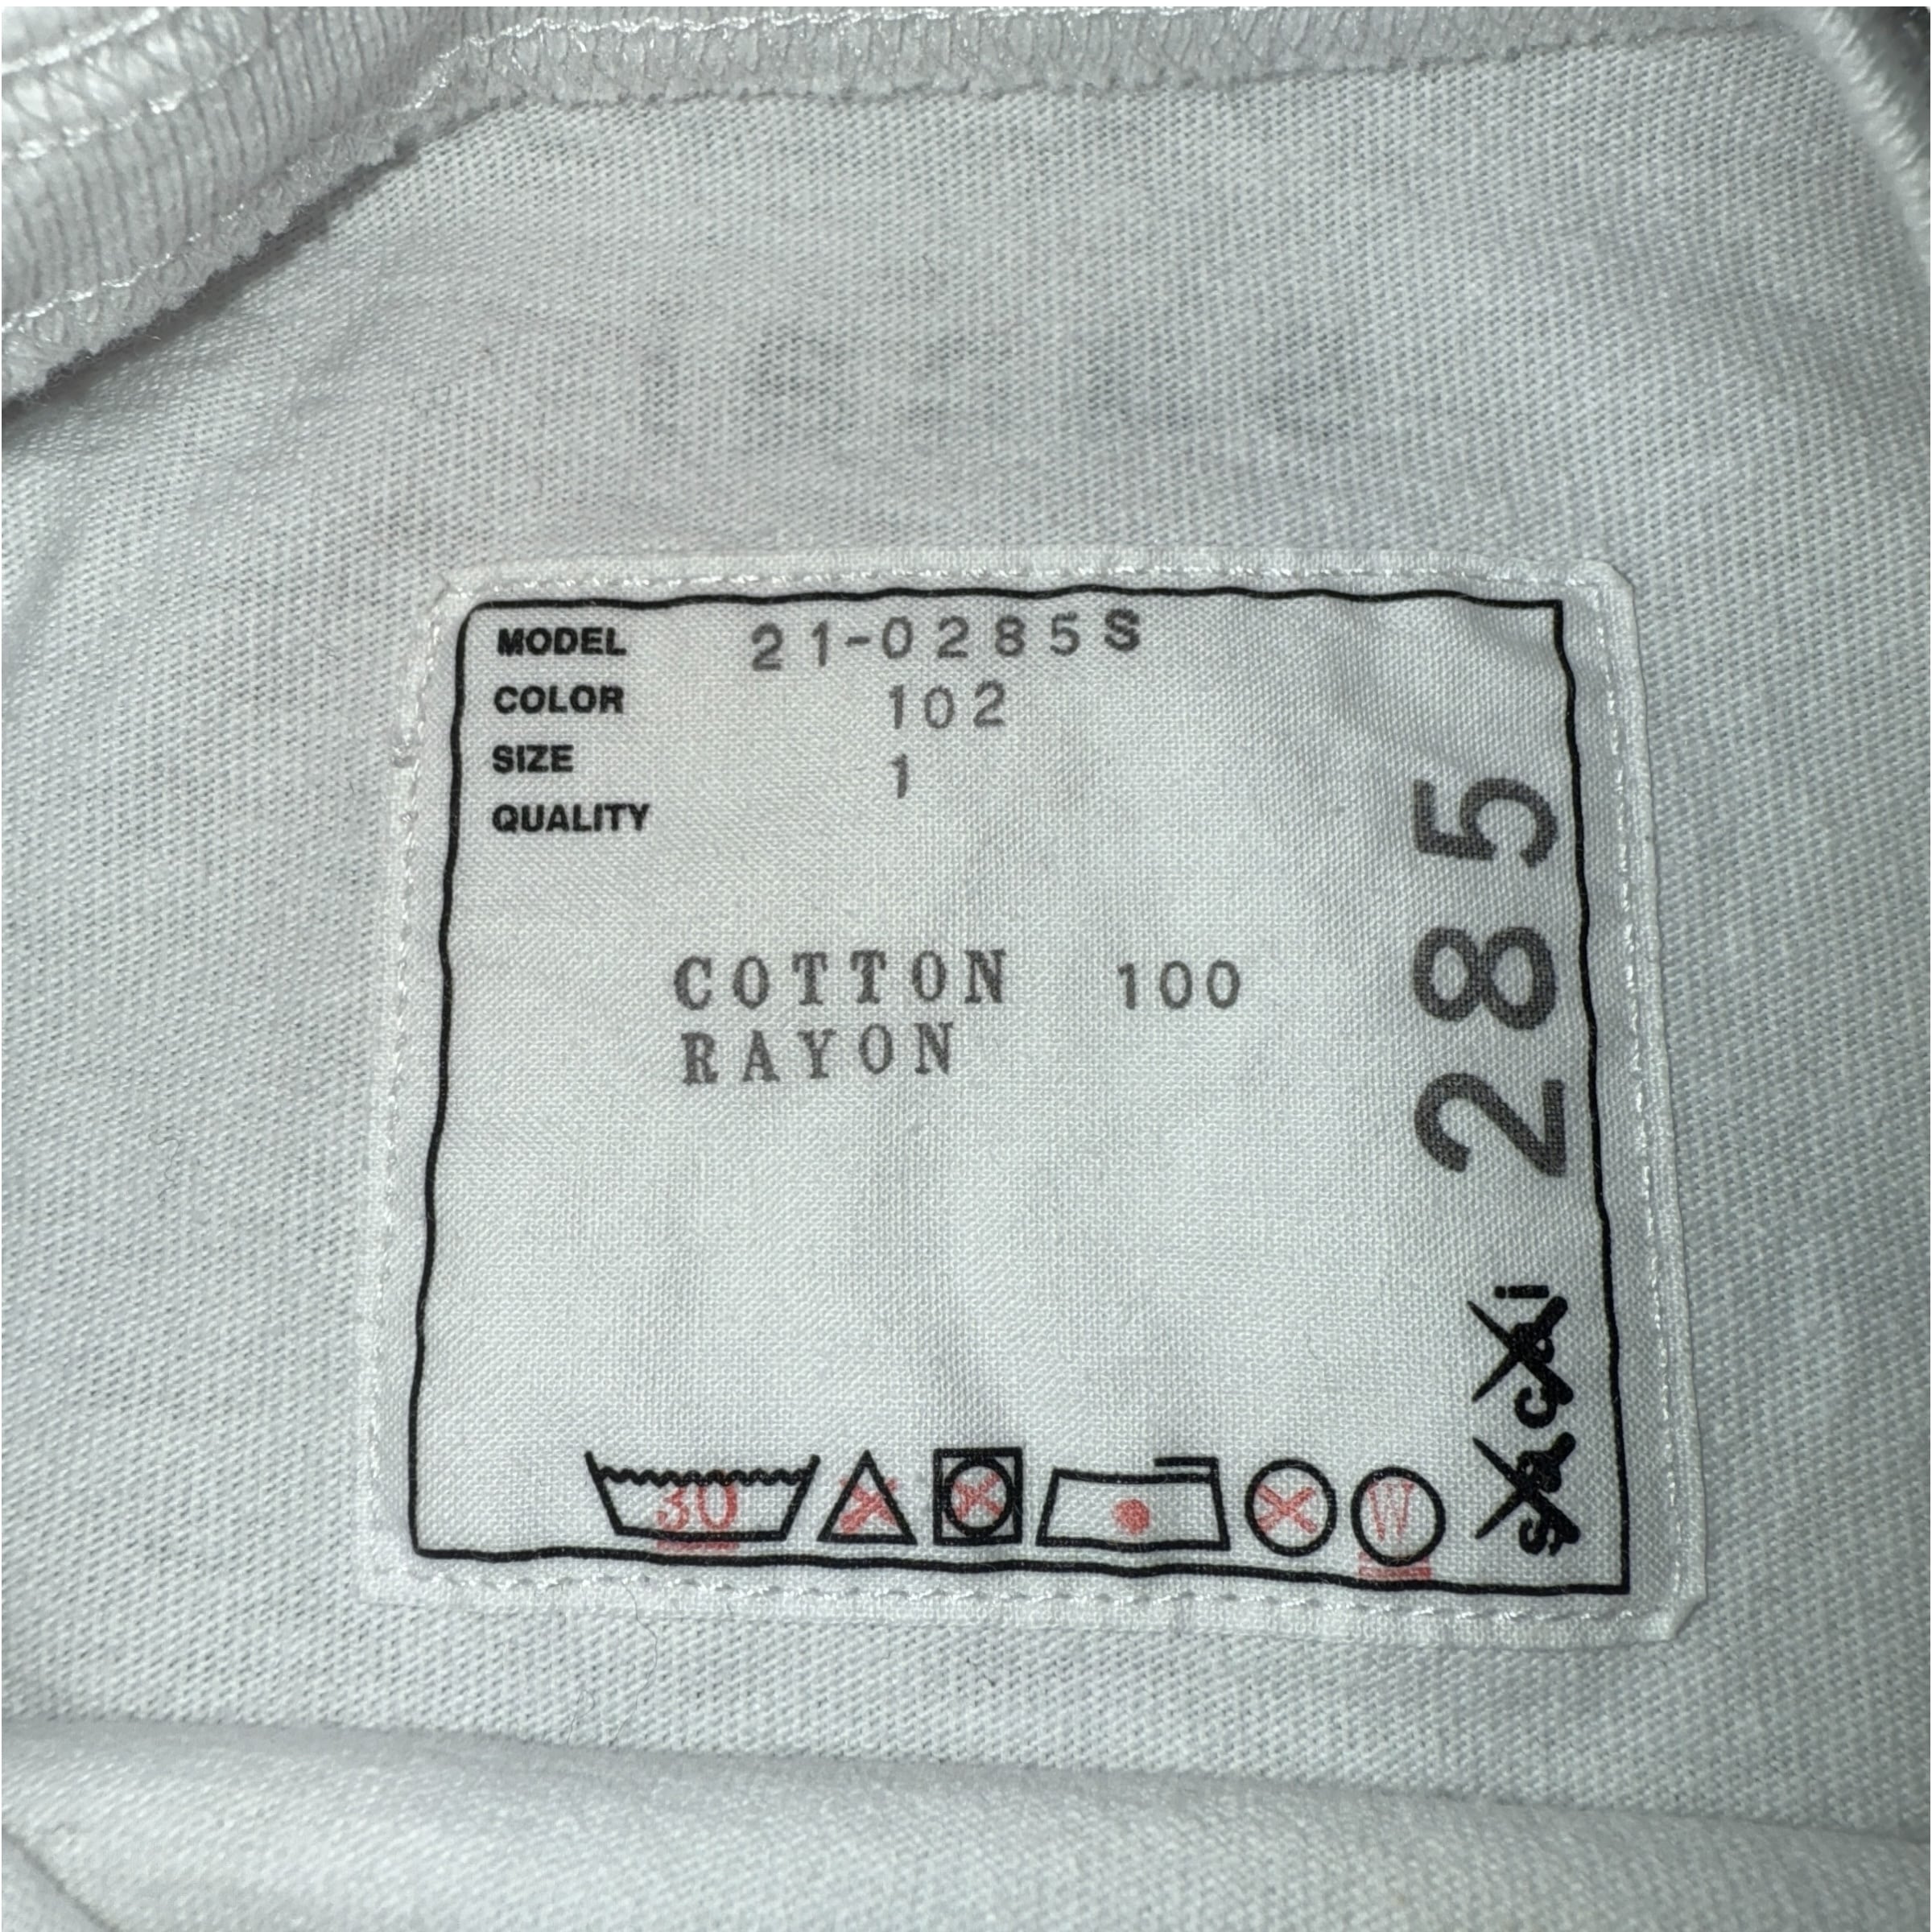 MODEL 21-0285S
COLOR 102
SIZE 1
QUALITY
COTTON 100
RAYON
285
sacai
30
W